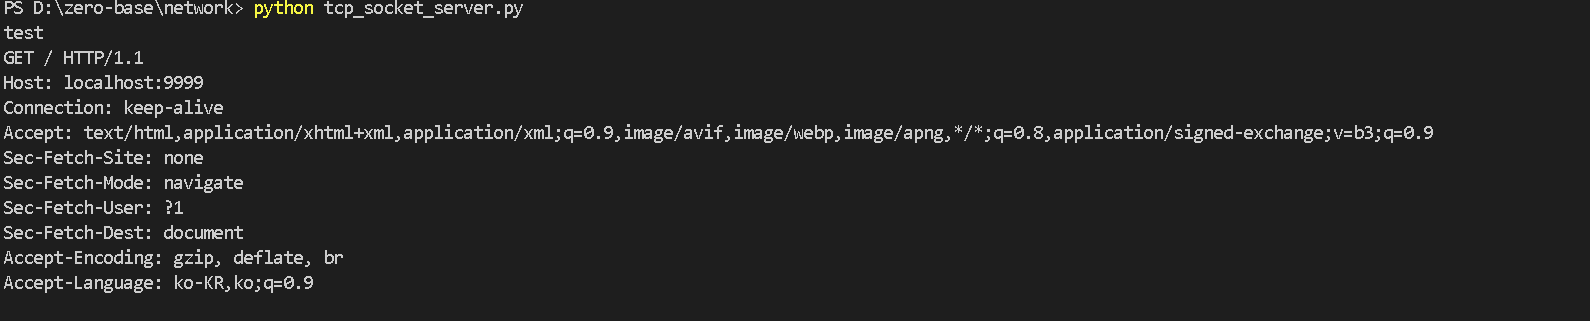 PS D:\zero-base\network> python tcp_socket_server.py
test
GET / HTTP/1.1
Host: localhost:9999
Connection: keep-alive
Accept: text/html,application/xhtml+xml,application/xml;q=0.9,image/avif,image/webp,image/apng,*/*;q=0.8,application/signed-exchange;v=b3;q=0.9
Sec-Fetch-Site: none
Sec-Fetch-Mode: navigate
Sec-Fetch-User: ?1
Sec-Fetch-Dest: document
Accept-Encoding: gzip, deflate, br
Accept-Language: ko-KR,ko;q=0.9